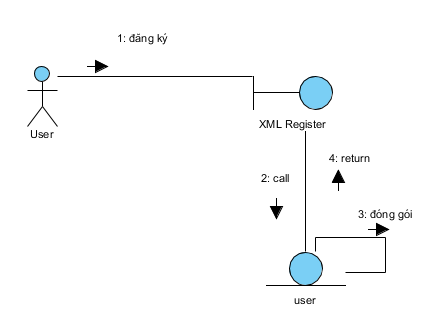 1: đăng ký
User
XML Register
4: return
2: call
3: đóng gói
user